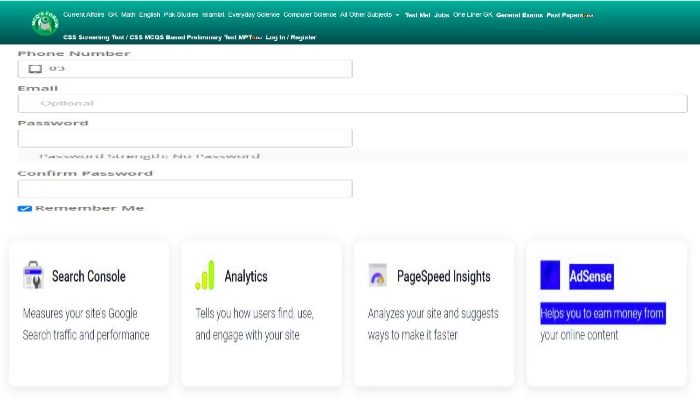 Current Affairs GK Math English Pak Studies Islamiat Everyday Science Computer Science All Other Subjects Test Me! Jobs One Liner GK General Exams Past Papers
CSS Screening Test / CSS MCQS Based Preliminary Test MPT Log In / Register
Phone Number
03
Email
Optional
Password
Password Strength: No Password
Confirm Password
Remember Me
Search Console
Measures your site's Google
Search traffic and performance
Analytics
Tells you how users find, use,
and engage with your site
PageSpeed Insights
Analyzes your site and suggests
ways to make it faster
AdSense
Helps you to earn money from
your online content